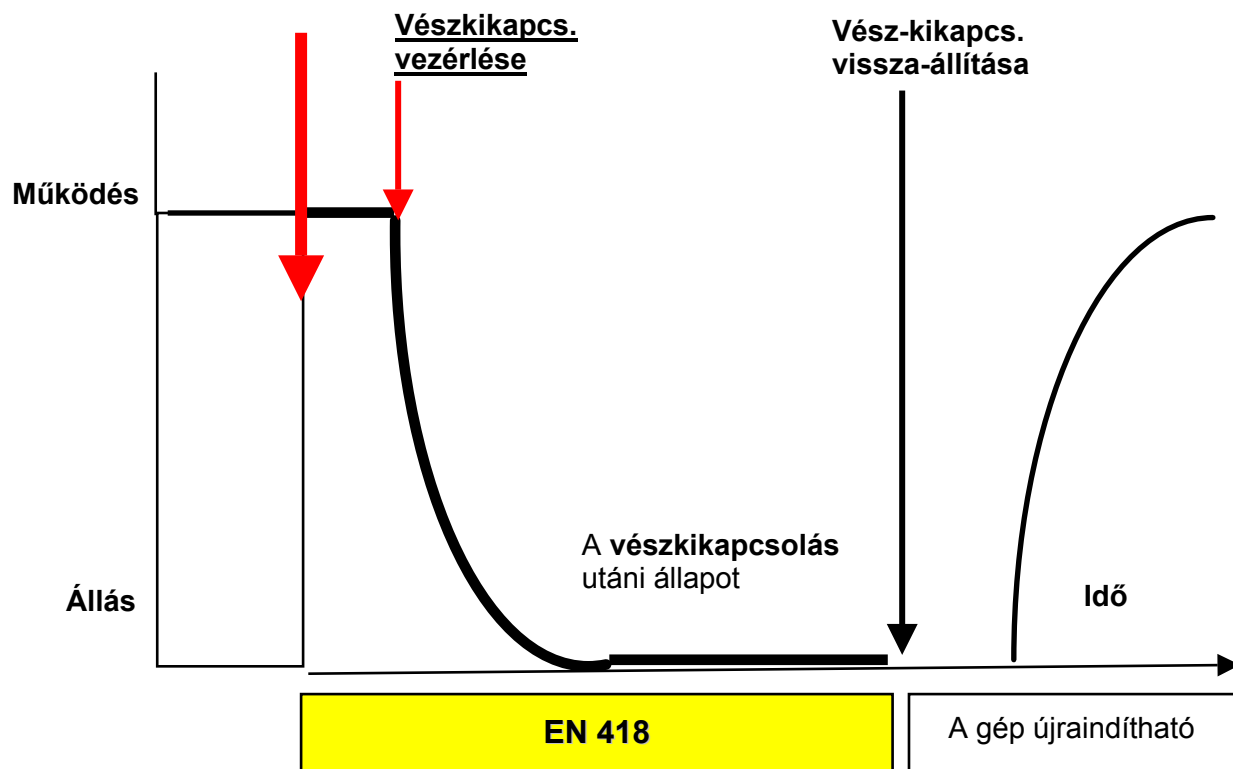 Vészkikapcs.
vezérlése
Vész-kikapcs.
vissza-állítása
Működés
A vészkikapcsolás
utáni állapot
Állás
Idő
EN 418
A gép újraindítható